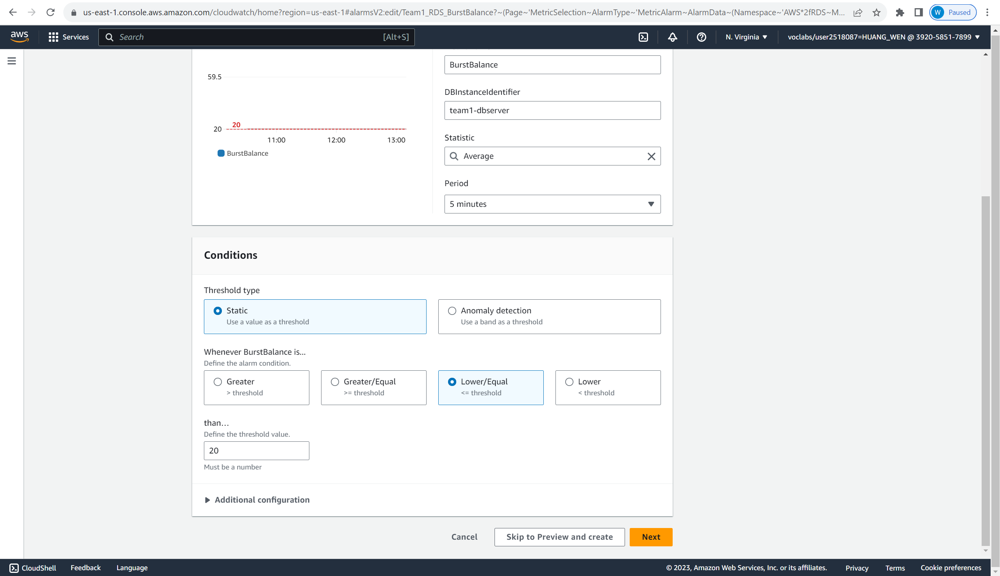 us-east-1.console.aws.amazon.com/cloudwatch/home?region=us-east-1#alarmsV2:edit/Team1_RDS_BurstBalance?~(Page~'MetricSelection~AlarmType~'MetricAlarm~AlarmData~(Namespace~'AWS*2fRDS~M...
W Paused
aws
Services
Search
[Alt+S]
N. Virginia
voclabs/user2518087=HUANG_WEN @ 3920-5851-7899
59.5
20
20
11:00
12:00
13:00
BurstBalance
BurstBalance
DBInstanceIdentifier
team1-dbserver
Statistic
Average
Period
5 minutes
Conditions
Threshold type
Static
Use a value as a threshold
Anomaly detection
Use a band as a threshold
Whenever BurstBalance is...
Define the alarm condition.
Greater
> threshold
Greater/Equal
>= threshold
Lower/Equal
<= threshold
Lower
< threshold
than…
Define the threshold value.
20
Must be a number
Additional configuration
Cancel
Skip to Preview and create
Next
CloudShell
Feedback
Language
© 2023, Amazon Web Services, Inc. or its affiliates.
Privacy
Terms
Cookie preferences